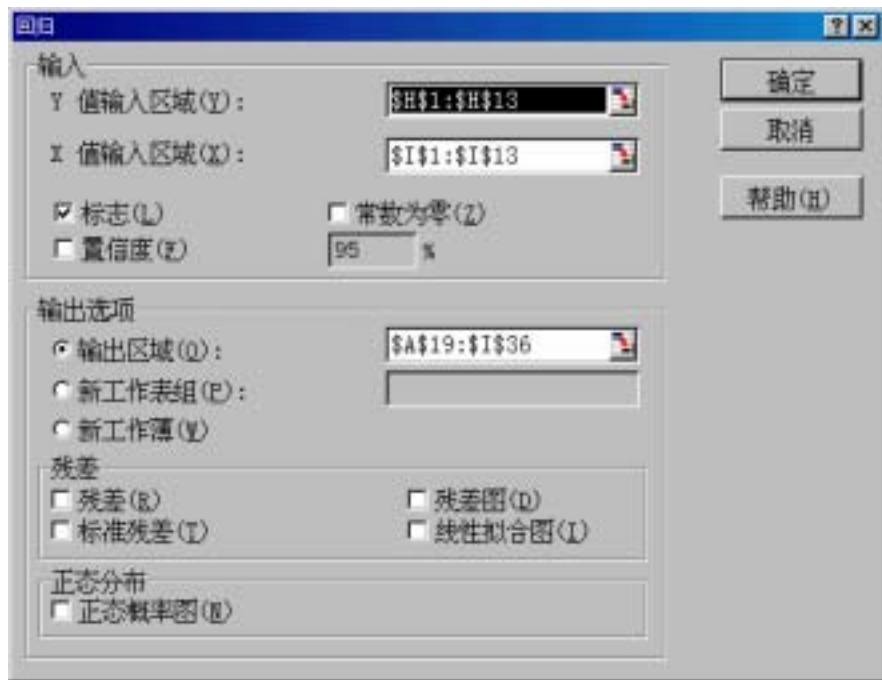 回归
输入
Y 值输入区域(Y): $H$1:$H$13
X 值输入区域(X): $I$1:$I$13
标志(L) 常数为零(Z)
置信度(F) 95 %
确定
取消
帮助(H)
输出选项
输出区域(O): $A$19:$I$36
新工作表组(P):
新工作薄(W)
残差
残差(R) 残差图(D)
标准残差(T) 线性拟合图(I)
正态分布
正态概率图(N)